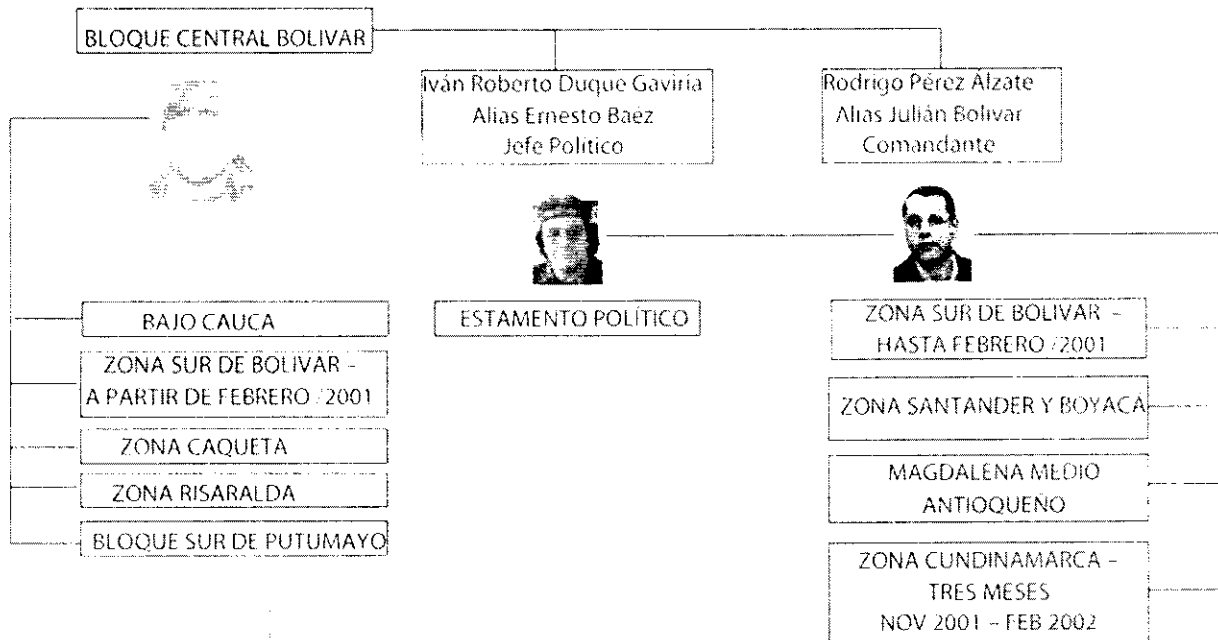 BLOQUE CENTRAL BOLIVAR
Iván Roberto Duque Gaviria
Alias Ernesto Baéz
Jefe Político
Rodrigo Pérez Álzate
Alias Julián Bolivar
Comandante
BAJO CAUCA
ZONA SUR DE BOLIVAR –
A PARTIR DE FEBRERO /2001
ZONA CAQUETA
ZONA RISARALDA
BLOQUE SUR DE PUTUMAYO
ESTAMENTO POLÍTICO
ZONA SUR DE BOLIVAR –
HASTA FEBRERO /2001
ZONA SANTANDER Y BOYACÁ
MAGDALENA MEDIO
ANTIOQUEÑO
ZONA CUNDINAMARCA –
TRES MESES
NOV 2001 – FEB 2002